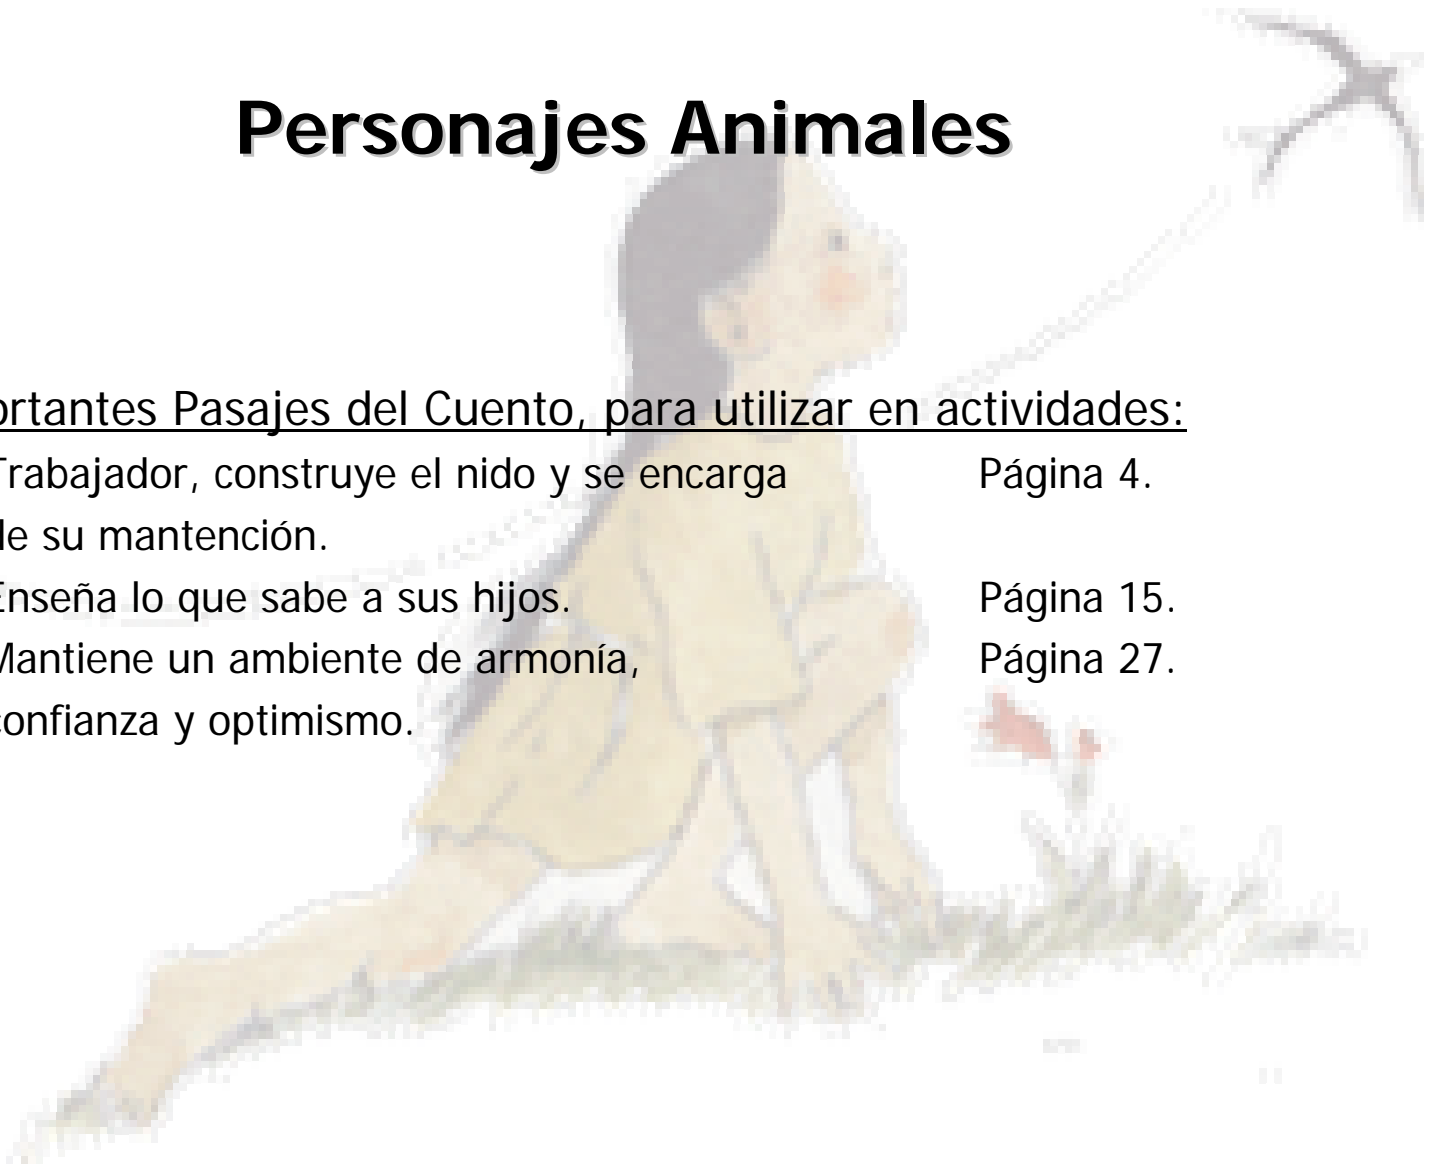 Personajes Animales
ortantes Pasajes del Cuento, para utilizar en actividades:
Trabajador, construye el nido y se encarga Página 4.
de su mantención.
Enseña lo que sabe a sus hijos. Página 15.
Mantiene un ambiente de armonía, Página 27.
confianza y optimismo.